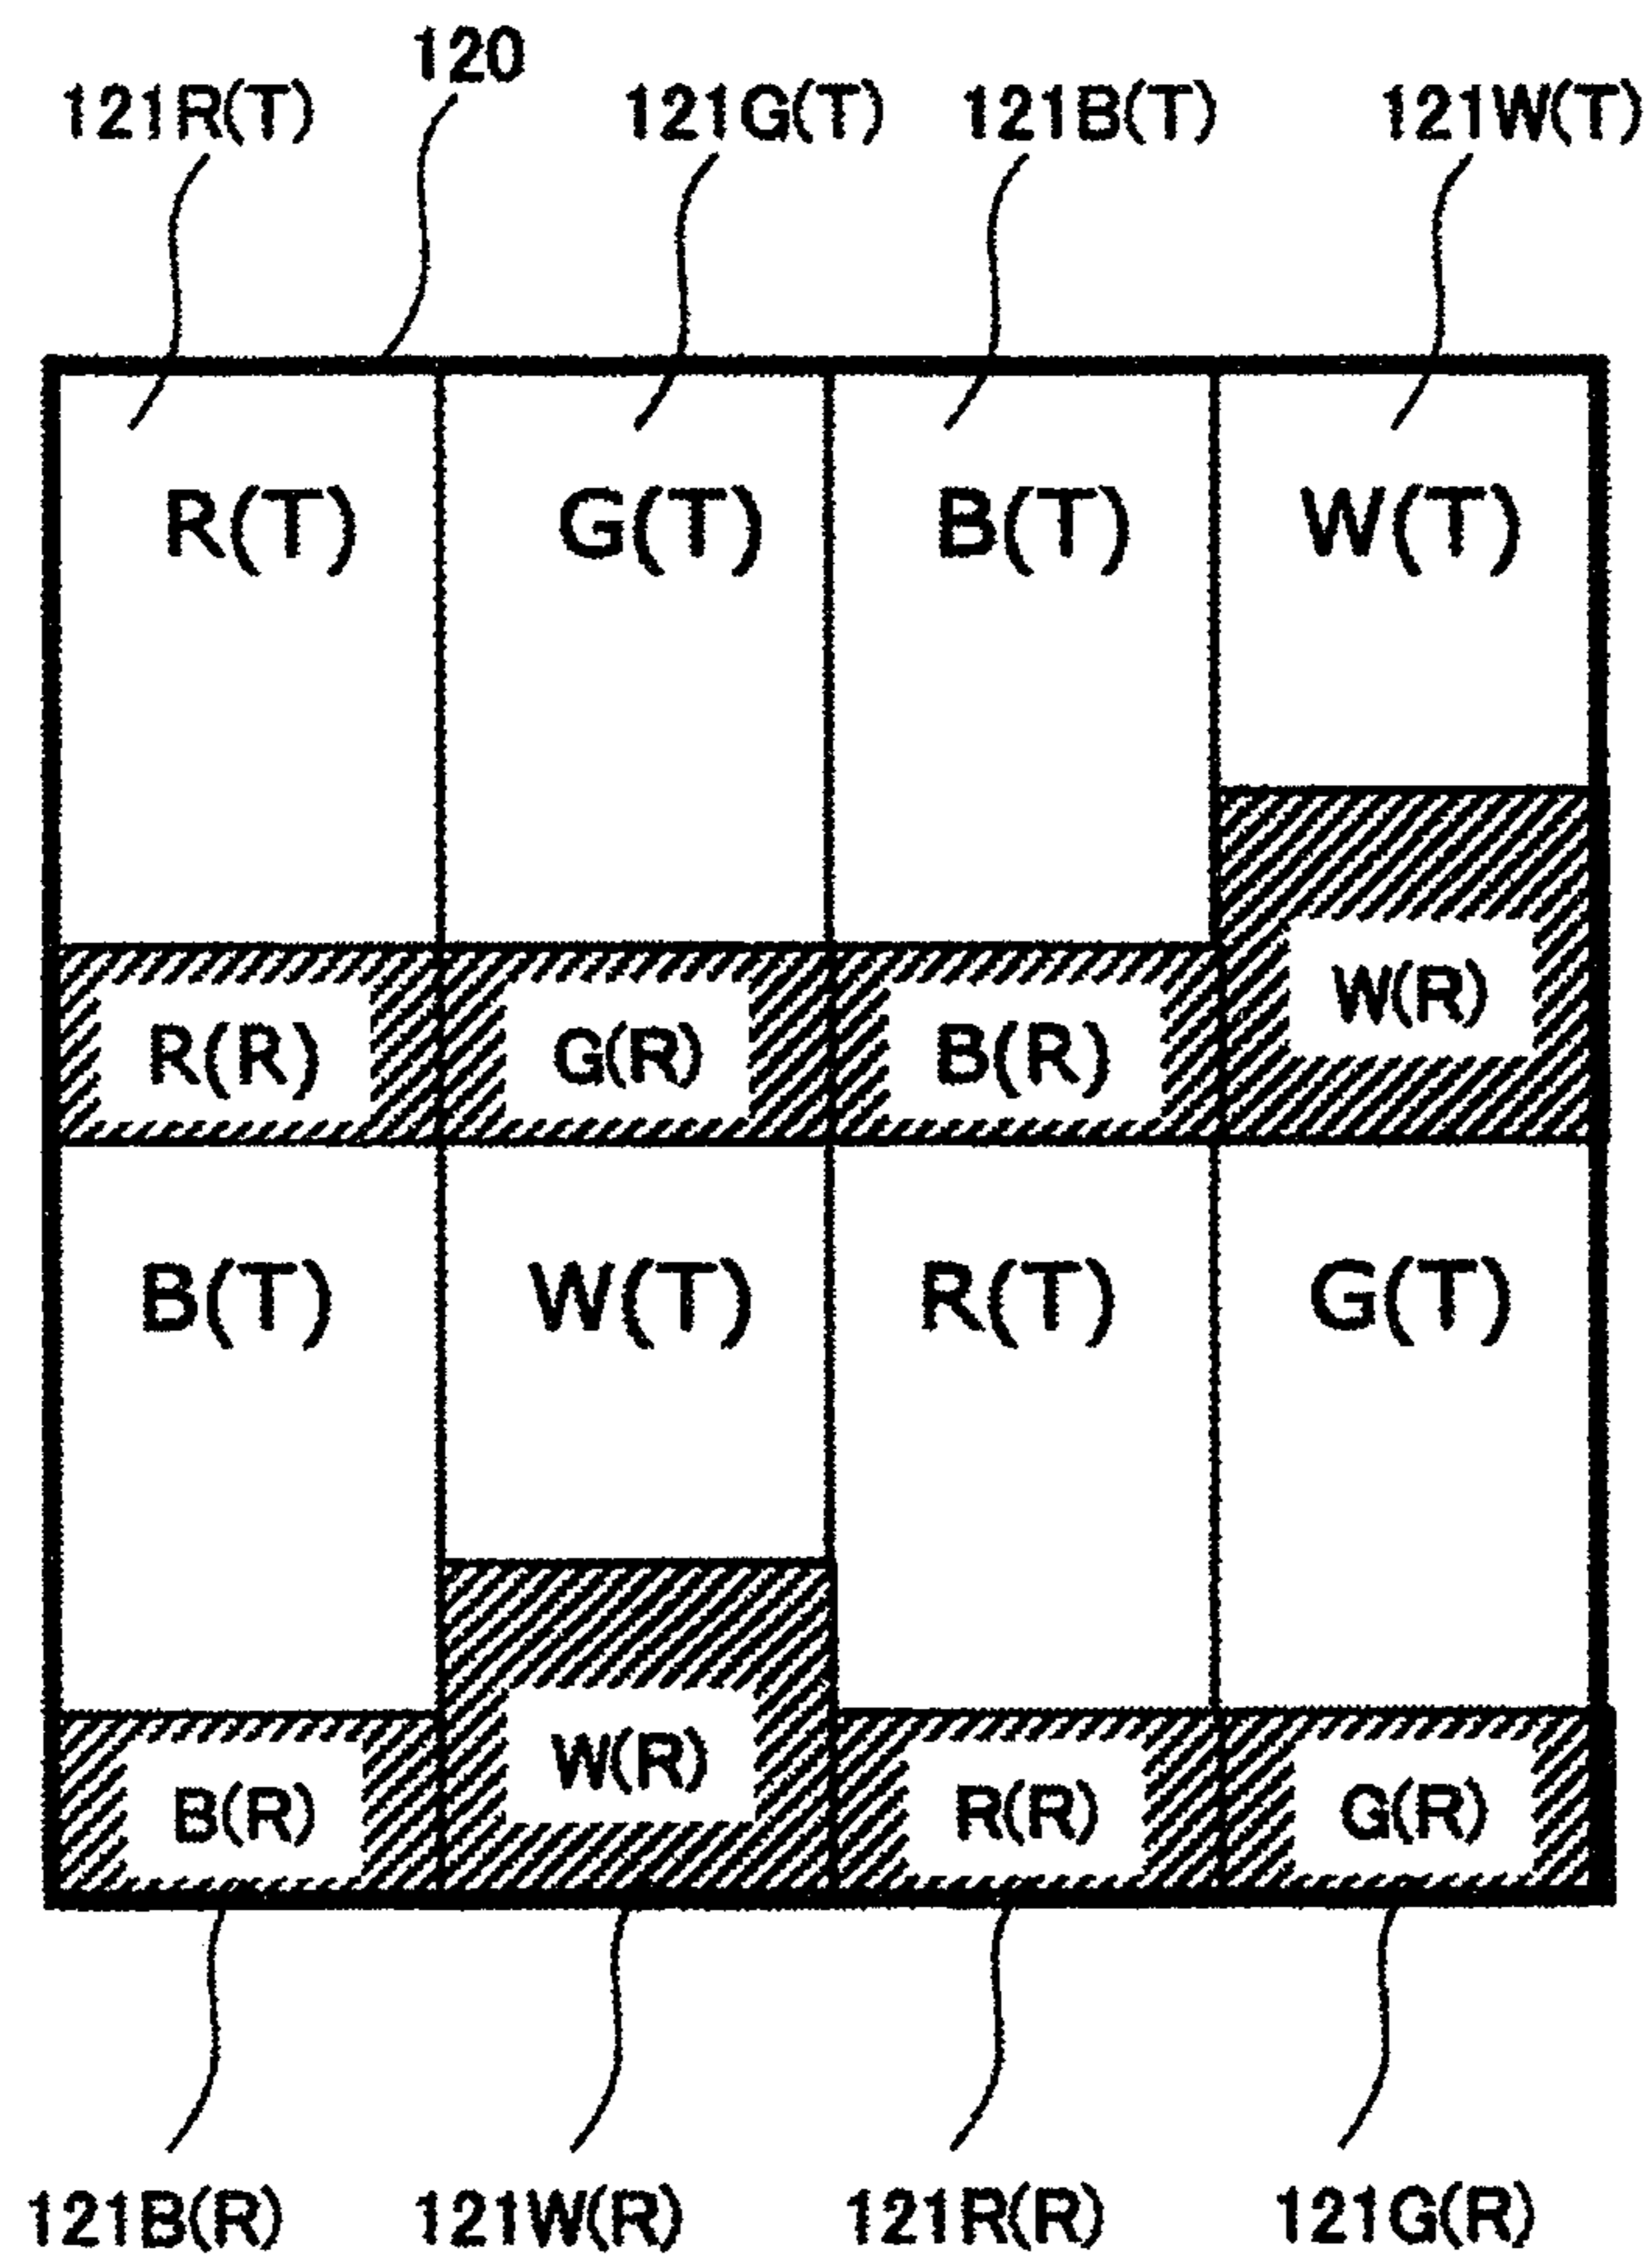 120
121R(T) 121G(T) 121B(T) 121W(T)
R(T) G(T) B(T) W(T)
W(R)
R(R) G(R) B(R)
B(T) W(T) R(T) G(T)
W(R)
B(R) R(R) G(R)
121B(R) 121W(R) 121R(R) 121G(R)